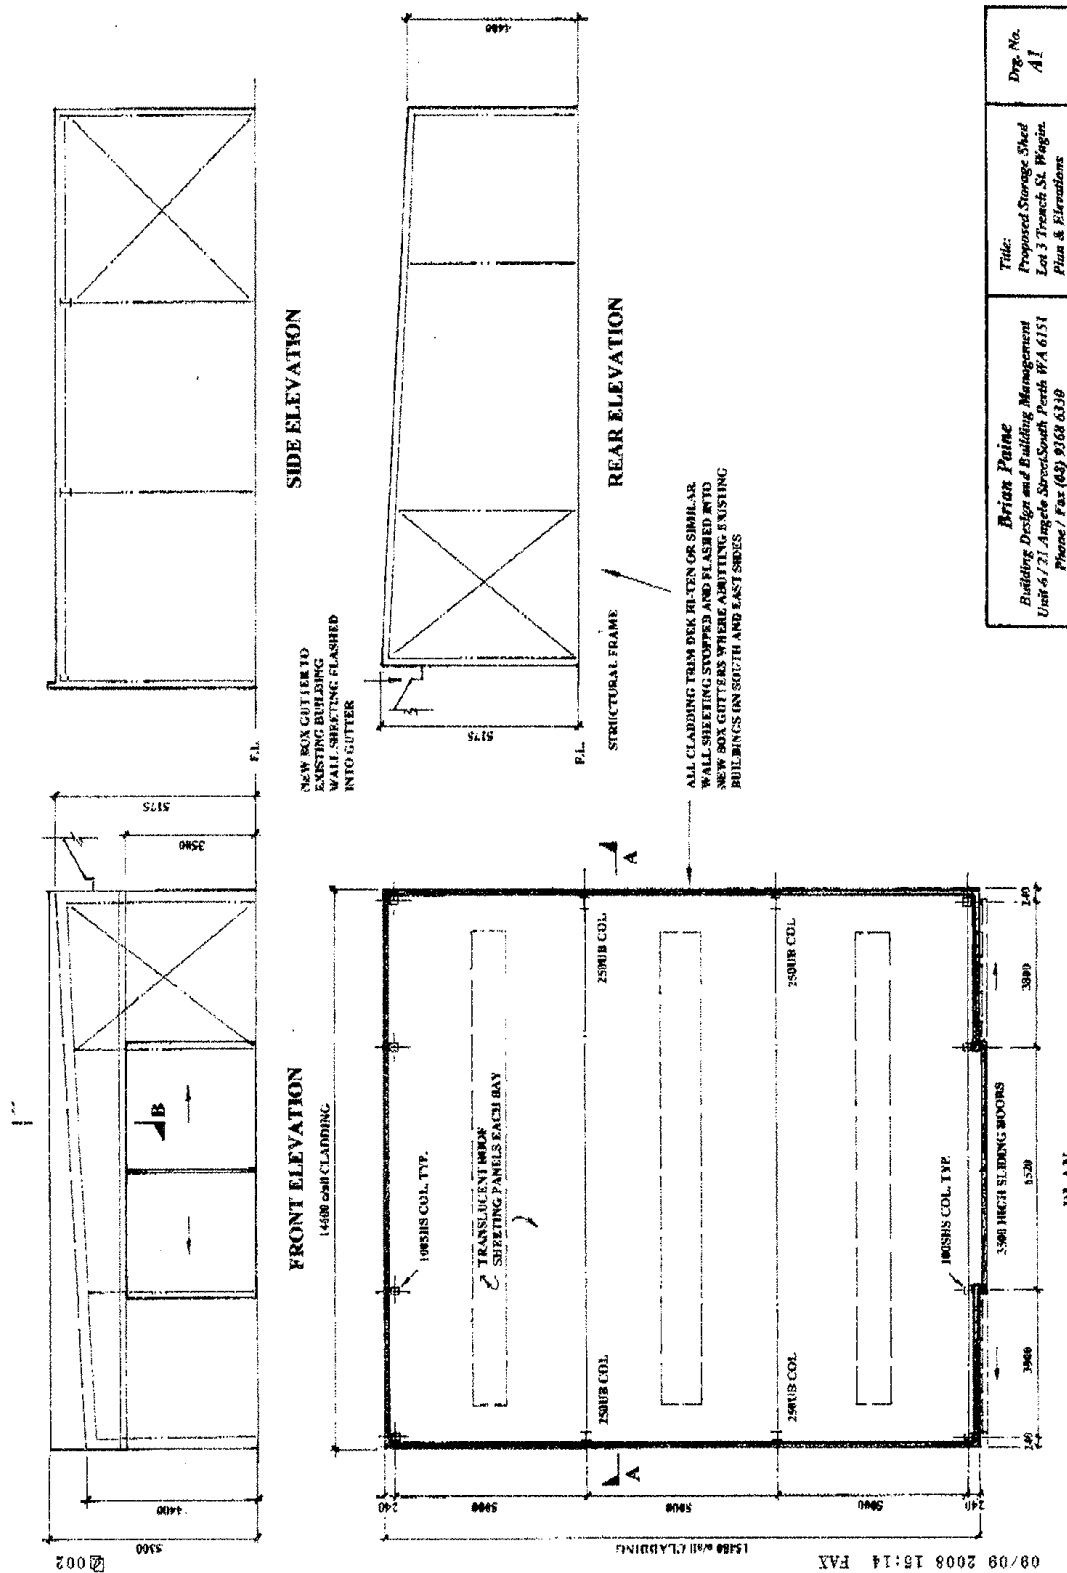 SIDE ELEVATION
F.L.
NEW BOX GUTTER TO
EXISTING BUILDING
WALL SHEETING FLASHED
INTO GUTTER
4400
5175
REAR ELEVATION
F.L.
STRUCTURAL FRAME
ALL CLADDING TRIM DEK HI-TEN OR SIMILAR.
WALL SHEETING STOPPED AND FLASHED INTO
NEW BOX GUTTERS WHERE ABUTTING EXISTING
BUILDINGS ON SOUTH AND EAST SIDES
5175
3500
B
FRONT ELEVATION
4400
5300
14600 o/all CLADDING
100SHS COL. TYP.
TRANSLUCENT ROOF
SHEETING PANELS EACH BAY
250UB COL
250UB COL
250UB COL
250UB COL
A
A
100SHS COL. TYP.
3500 HIGH SLIDING DOORS
240
3800
6520
3800
240
240
5000
5000
5000
240
15480 o/all CLADDING
PLAN
Brian Paine
Building Design and Building Management
Unit 6 / 21 Angelo Street South Perth WA 6151
Phone / Fax (08) 9368 6339
Title:
Proposed Storage Shed
Lot 3 Trench St. Wagin.
Plan & Elevations
Drg. No.
A1
09/09 2008 15:14 FAX
002